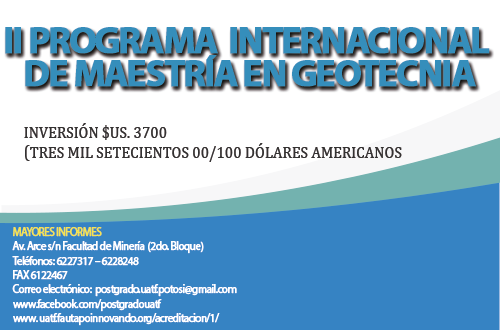 II PROGRAMA INTERNACIONAL
DE MAESTRÍA EN GEOTECNIA
INVERSIÓN $US. 3700
(TRES MIL SETECIENTOS 00/100 DÓLARES AMERICANOS
MAYORES INFORMES
Av. Arce s/n Facultad de Minería (2do. Bloque)
Teléfonos: 6227317 – 6228248
FAX 6122467
Correo electrónico: postgrado.uatf.potosi@gmail.com
www.facebook.com/postgradouatf
www. uatf.fautapoinnovando.org/acreditacion/1/